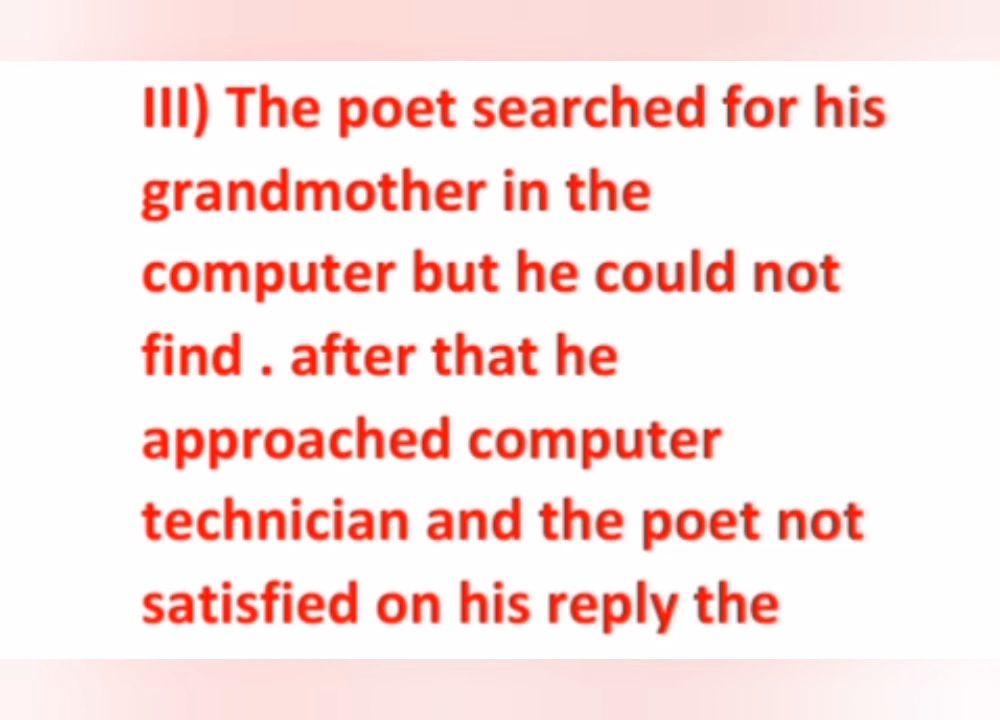 III) The poet searched for his
grandmother in the
computer but he could not
find . after that he
approached computer
technician and the poet not
satisfied on his reply the